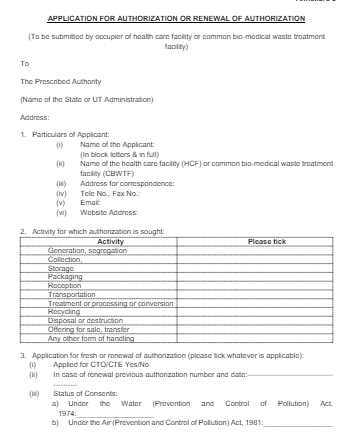 APPLICATION FOR AUTHORIZATION OR RENEWAL OF AUTHORIZATION
(To be submitted by occupier of health care facility or common bio-medical waste treatment
facility)
To
The Prescribed Authority
(Name of the State or UT Administration)
Address:
1. Particulars of Applicant:
(i) Name of the Applicant:
(In block letters & in full)
(ii) Name of the health care facility (HCF) or common bio-medical waste treatment
facility (CBWTF)
(iii) Address for correspondence:
(iv) Tele No., Fax No.:
(v) Email:
(vi) Website Address:
2. Activity for which authorization is sought:
Activity Please tick
Generation, segregation
Collection,
Storage
Packaging
Reception
Transportation
Treatment or processing or conversion
Recycling
Disposal or destruction
Offering for sale, transfer
Any other form of handling
3. Application for fresh or renewal of authorization (please tick whatever is applicable):
(i) Applied for CTO/CTE Yes/No
(ii) In case of renewal previous authorization number and date:-----------------------------------
----------
(iii) Status of Consents:
a) Under the Water (Prevention and Control of Pollution) Act,
1974:____________________
b) Under the Air (Prevention and Control of Pollution) Act, 1981:__________________